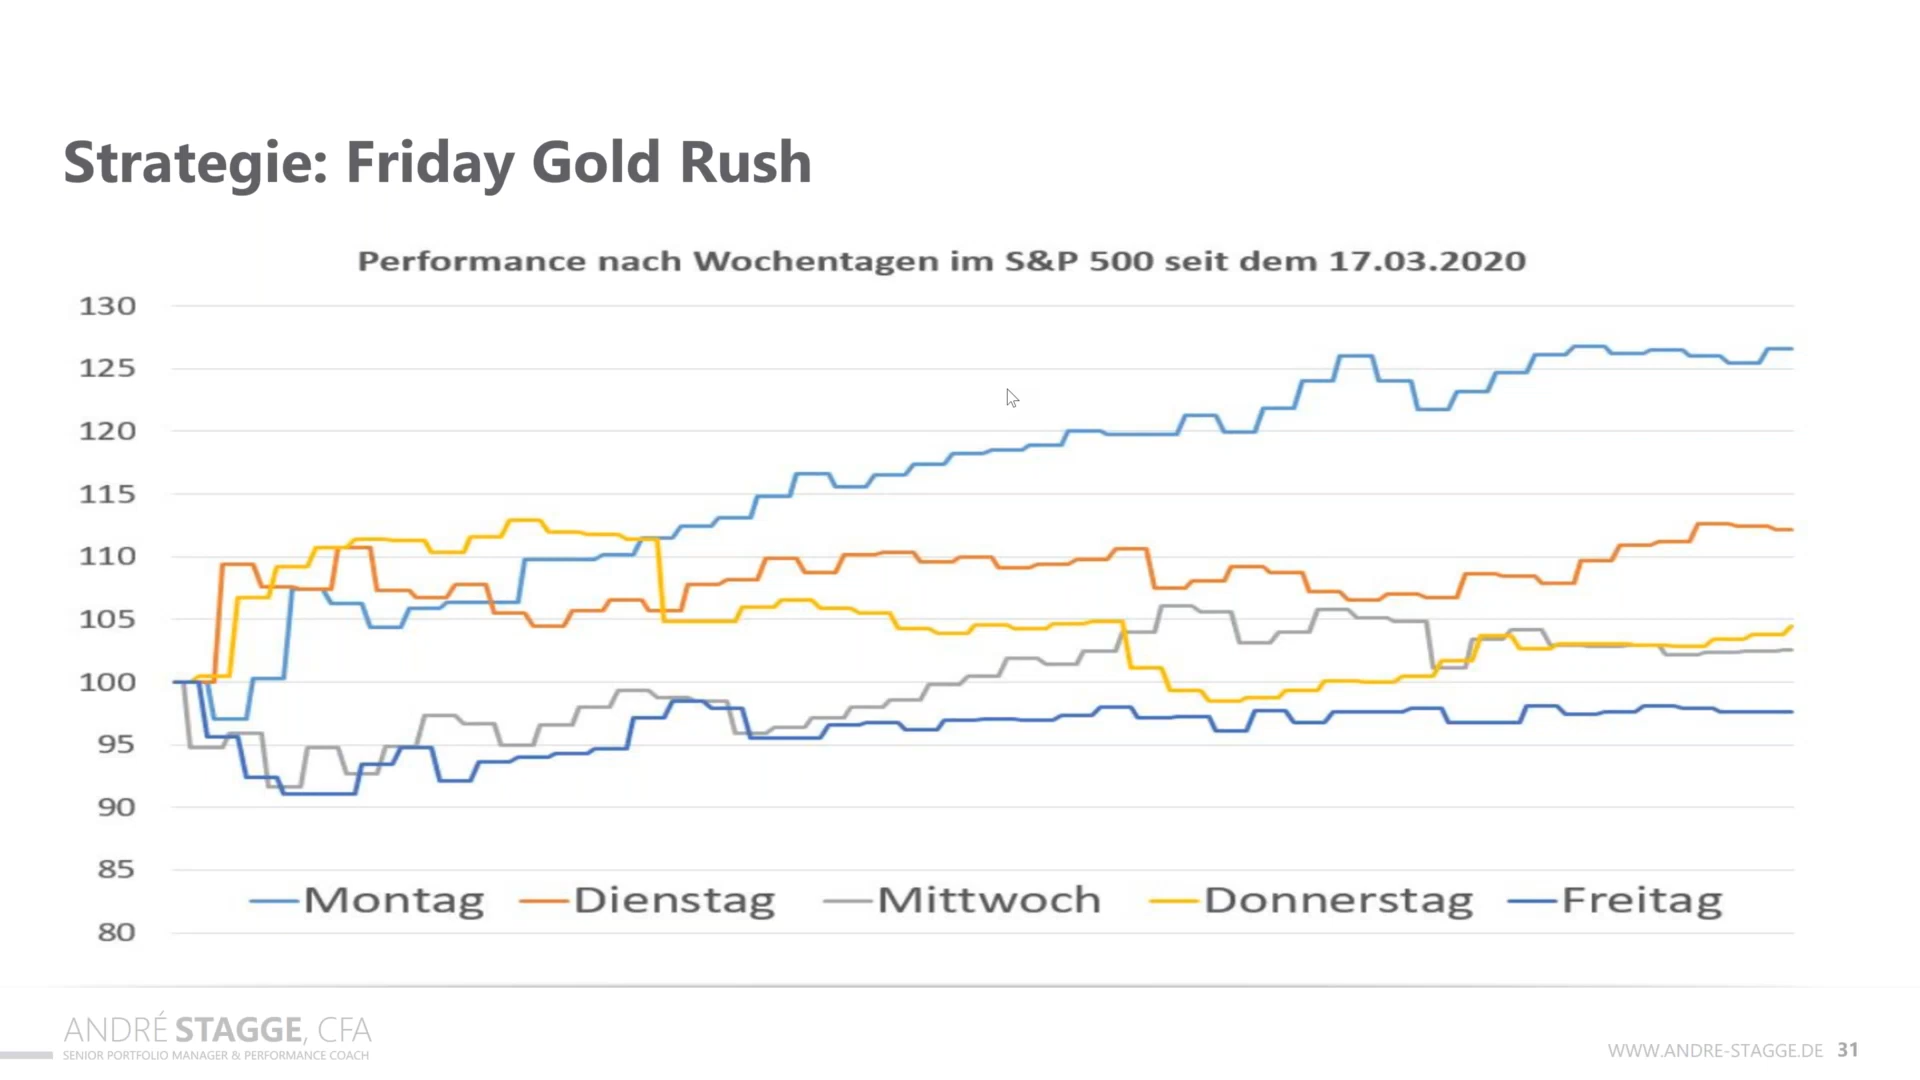 Strategie: Friday Gold Rush
Performance nach Wochentagen im S&P 500 seit dem 17.03.2020
130
125
120
115
110
105
100
95
90
85
80
Montag Dienstag Mittwoch Donnerstag Freitag
ANDRÉ STAGGE, CFA
SENIOR PORTFOLIO MANAGER & PERFORMANCE COACH
WWW.ANDRE-STAGGE.DE 31